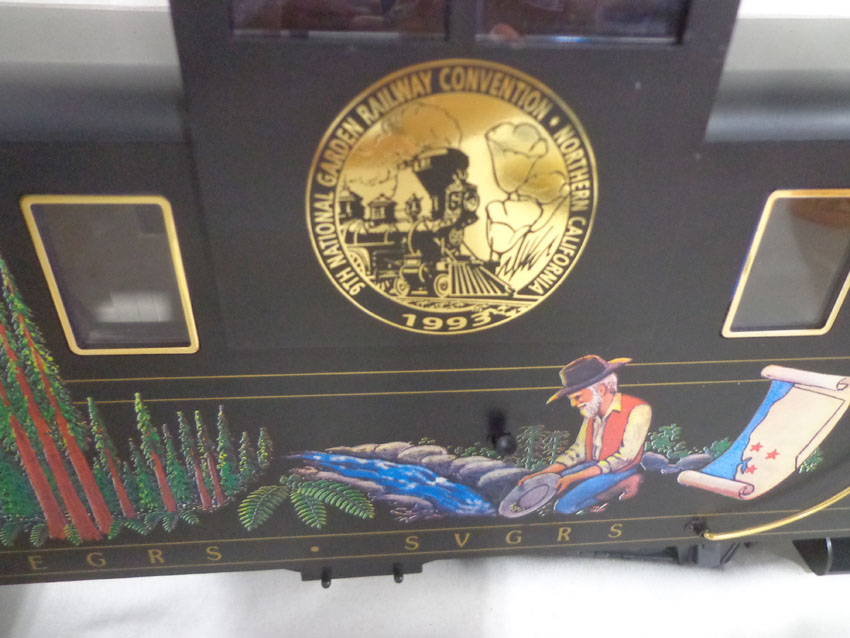 9TH NATIONAL GARDEN RAILWAY CONVENTION • NORTHERN CALIFORNIA
1993
EGRS • SVGRS